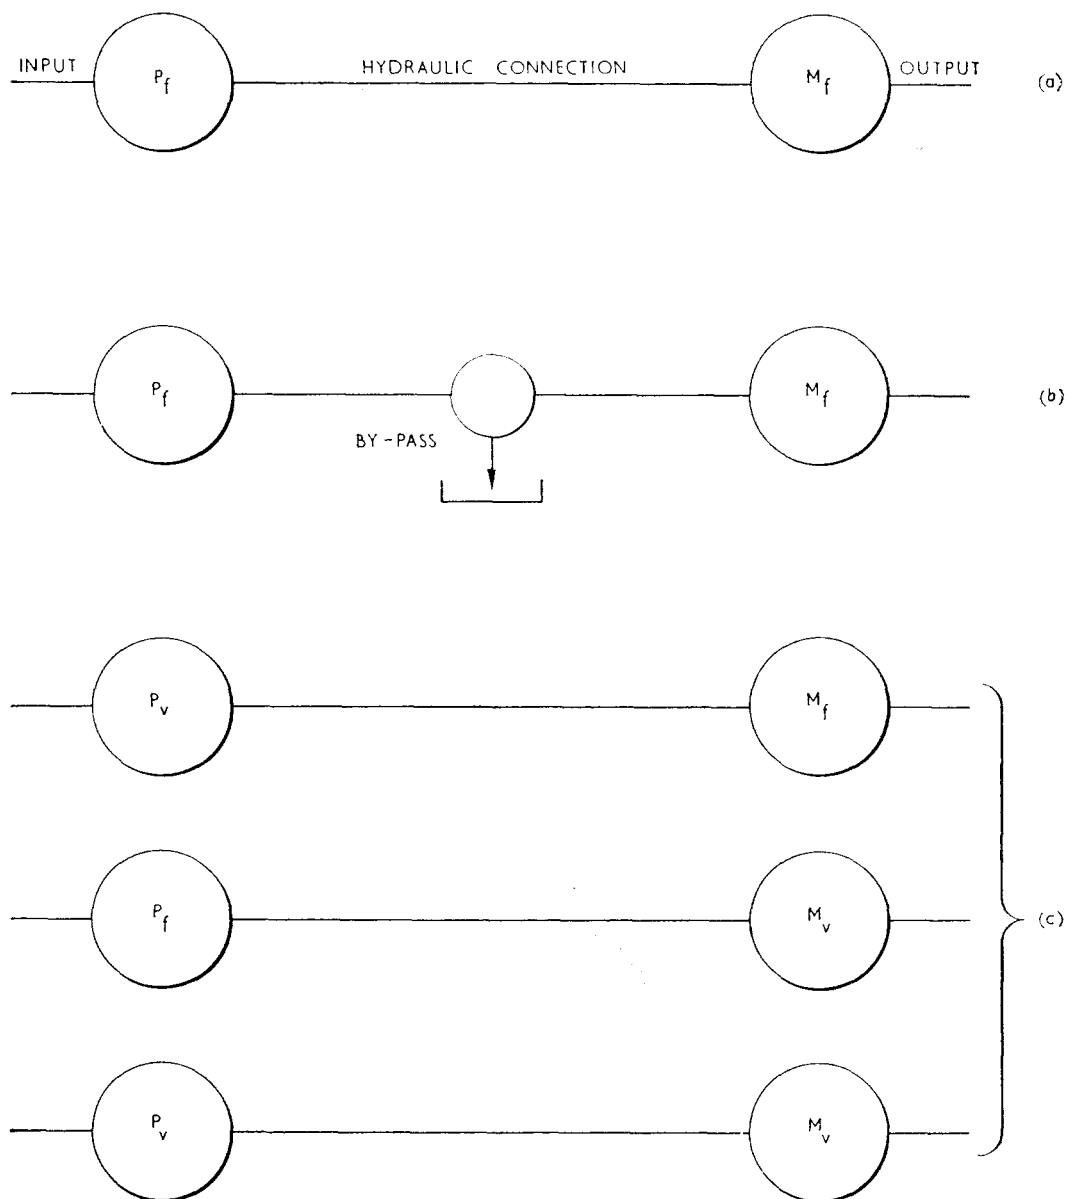 INPUT P_f HYDRAULIC CONNECTION M_f OUTPUT (a)
P_f M_f (b)
BY-PASS
P_v M_f
P_f M_v (c)
P_v M_v